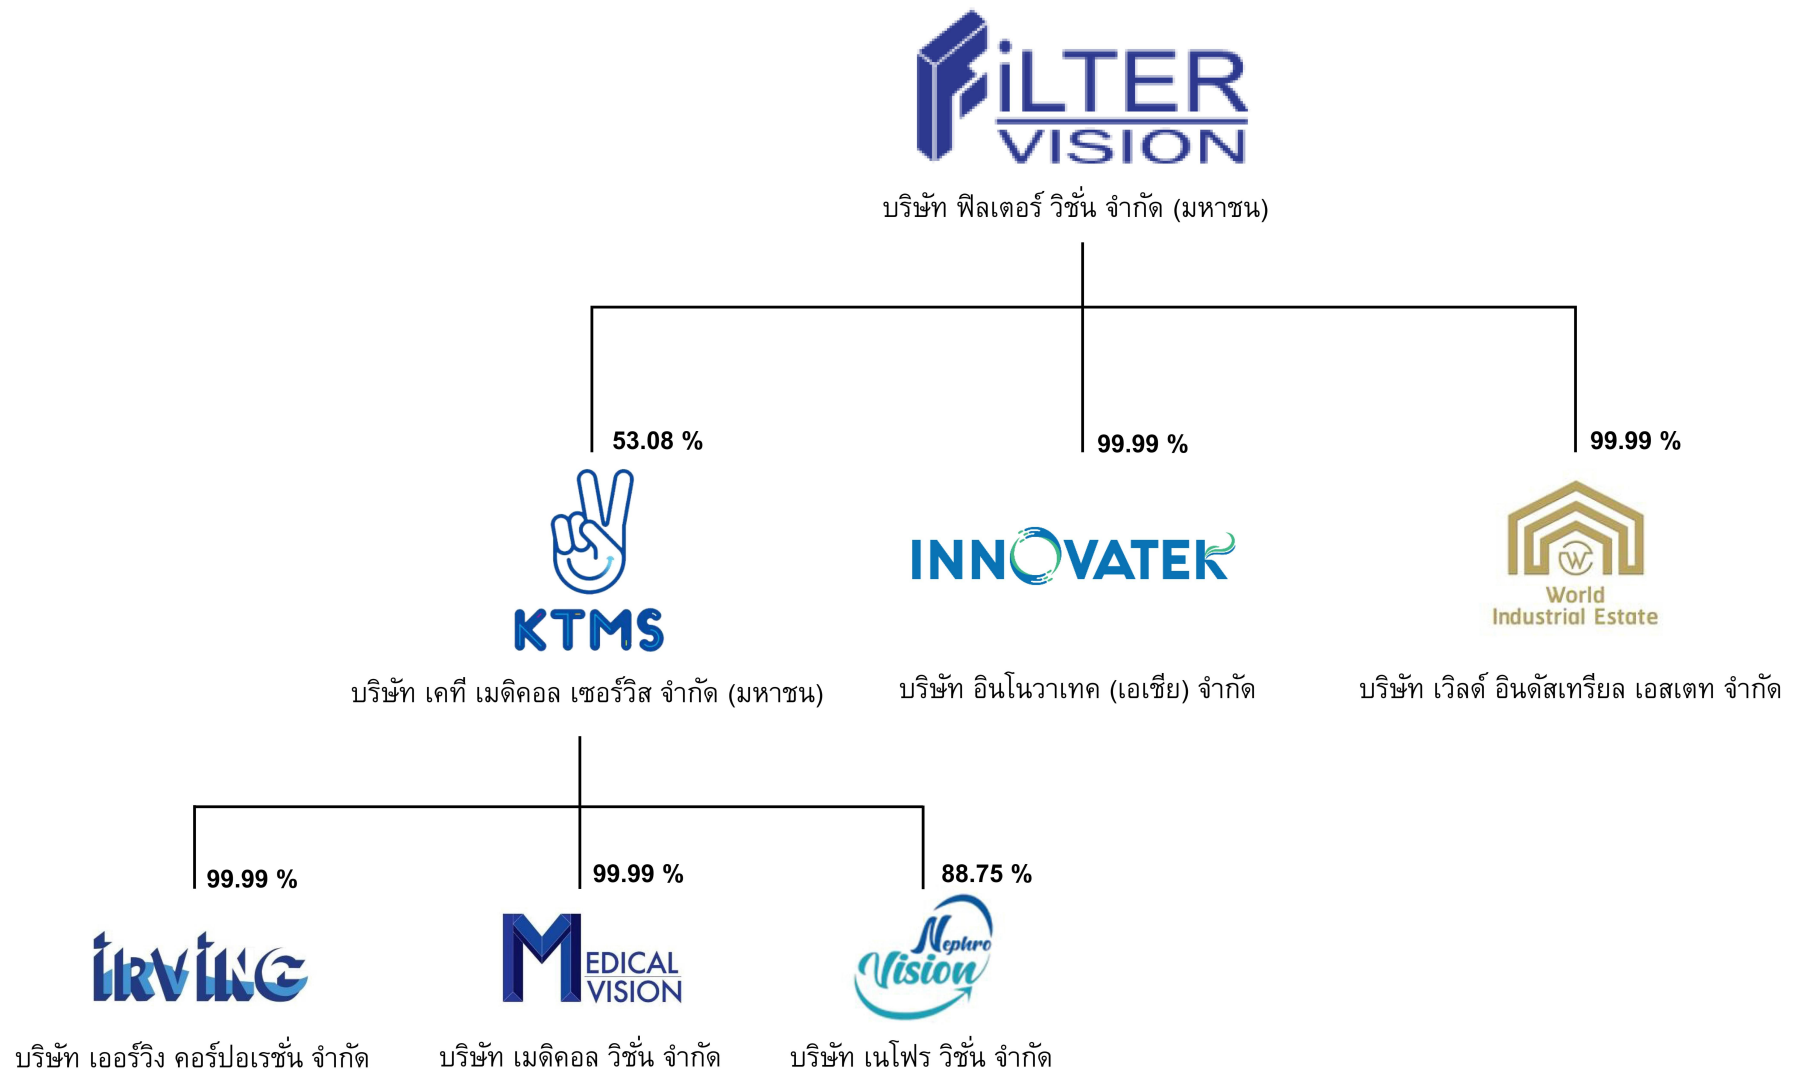 FiLTER
VISION
บริษัท ฟิลเตอร์ วิชั่น จำกัด (มหาชน)
53.08 %
99.99 %
99.99 %
KTMS
INNOVATEK
W
World
Industrial Estate
บริษัท เคที เมดิคอล เซอร์วิส จำกัด (มหาชน)
บริษัท อินโนวาเทค (เอเชีย) จำกัด
บริษัท เวิลด์ อินดัสเทรียล เอสเตท จำกัด
99.99 %
99.99 %
88.75 %
iRViNG
MEDICAL
VISION
Nephro
Vision
บริษัท เออร์วิง คอร์ปอเรชั่น จำกัด
บริษัท เมดิคอล วิชั่น จำกัด
บริษัท เนโฟร วิชั่น จำกัด